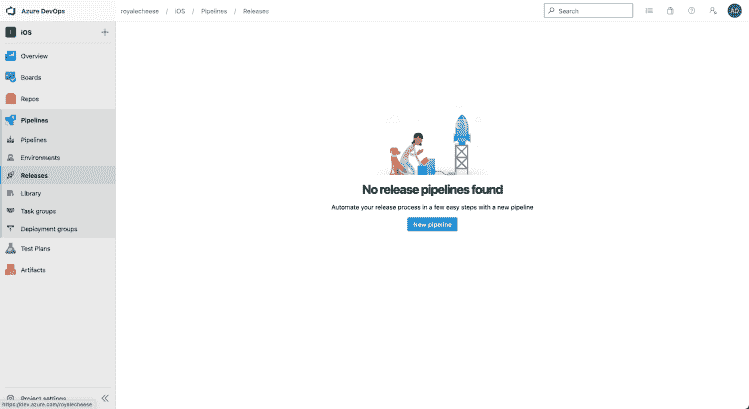 Azure DevOps
royalecheese / iOS / Pipelines / Releases
Search
AD
I iOS
Overview
Boards
Repos
Pipelines
Pipelines
Environments
Releases
Library
Task groups
Deployment groups
Test Plans
Artifacts
No release pipelines found
Automate your release process in a few easy steps with a new pipeline
New pipeline
Project settings
https://dev.azure.com/royalecheese